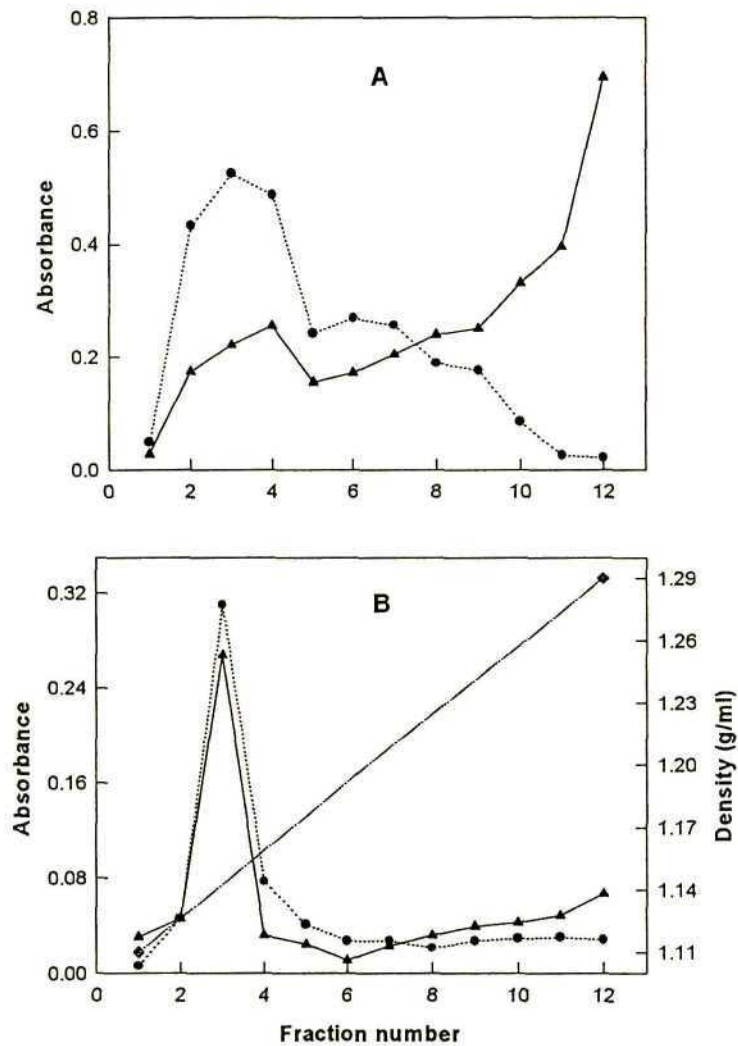 A
Absorbance
0.8
0.6
0.4
0.2
0.0
0 2 4 6 8 10 12
B
Absorbance
0.32
0.24
0.16
0.08
0.00
Density (g/ml)
1.29
1.26
1.23
1.20
1.17
1.14
1.11
0 2 4 6 8 10 12
Fraction number